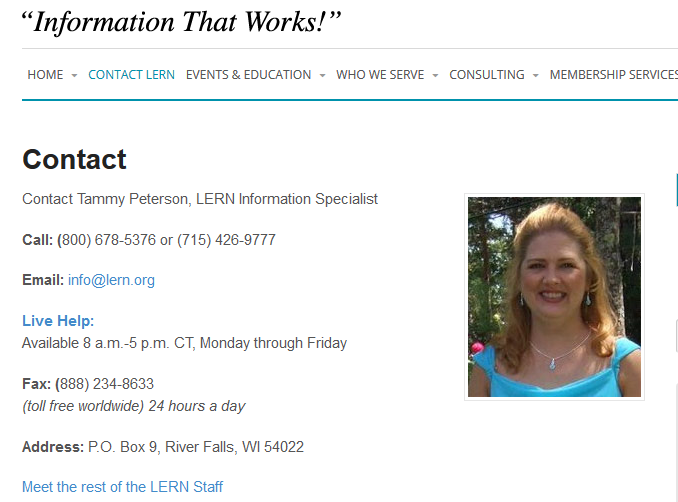 “Information That Works!”
HOME CONTACT LERN EVENTS & EDUCATION WHO WE SERVE CONSULTING MEMBERSHIP SERVICES
Contact
Contact Tammy Peterson, LERN Information Specialist
Call: (800) 678-5376 or (715) 426-9777
Email: info@lern.org
Live Help:
Available 8 a.m.-5 p.m. CT, Monday through Friday
Fax: (888) 234-8633
(toll free worldwide) 24 hours a day
Address: P.O. Box 9, River Falls, WI 54022
Meet the rest of the LERN Staff